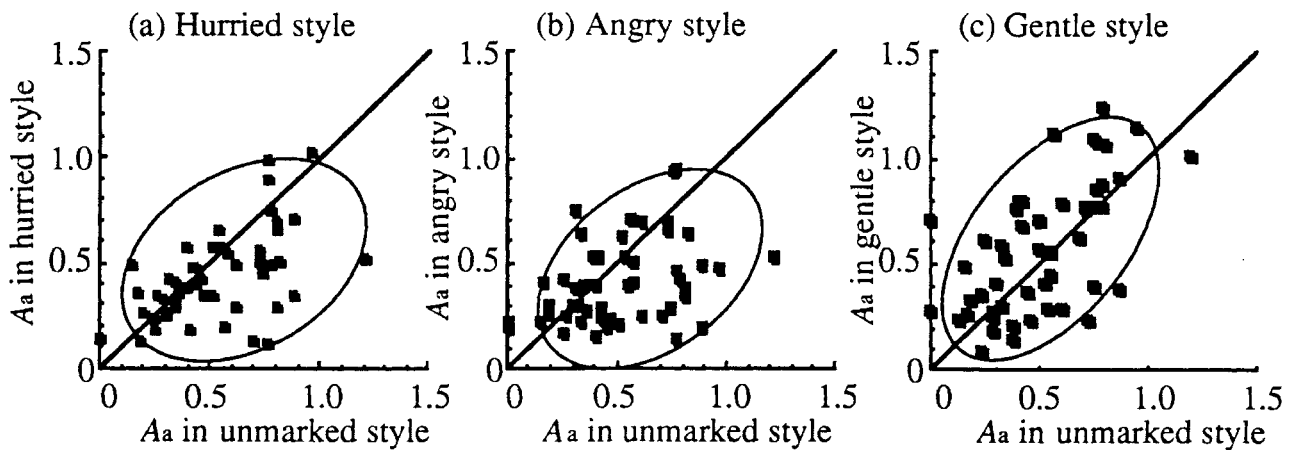 (a) Hurried style
1.5
1.0
0.5
0
0 0.5 1.0 1.5
Aa in hurried style
Aa in unmarked style
(b) Angry style
1.5
1.0
0.5
0
0 0.5 1.0 1.5
Aa in angry style
Aa in unmarked style
(c) Gentle style
1.5
1.0
0.5
0
0 0.5 1.0 1.5
Aa in gentle style
Aa in unmarked style